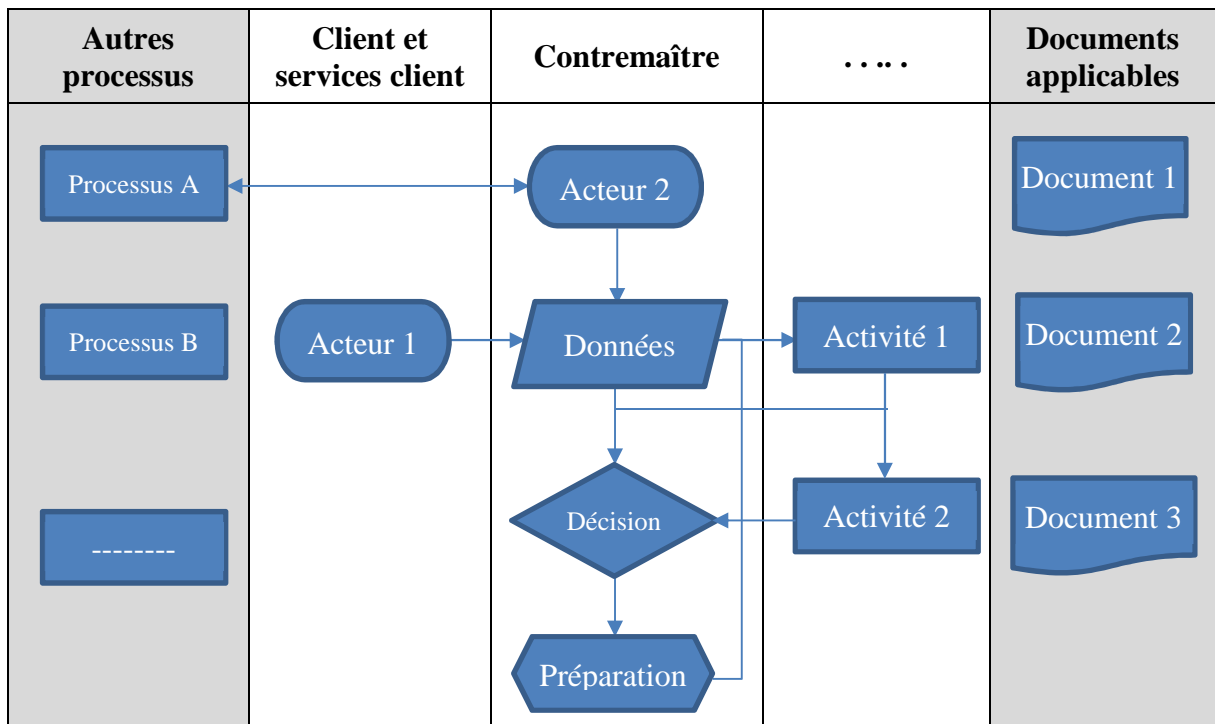 Autres
processus
Client et
services client
Contremaître
. . .. .
Documents
applicables
Processus A
Acteur 2
Document 1
Processus B
Acteur 1
Données
Activité 1
Document 2
--------
Décision
Activité 2
Document 3
Préparation